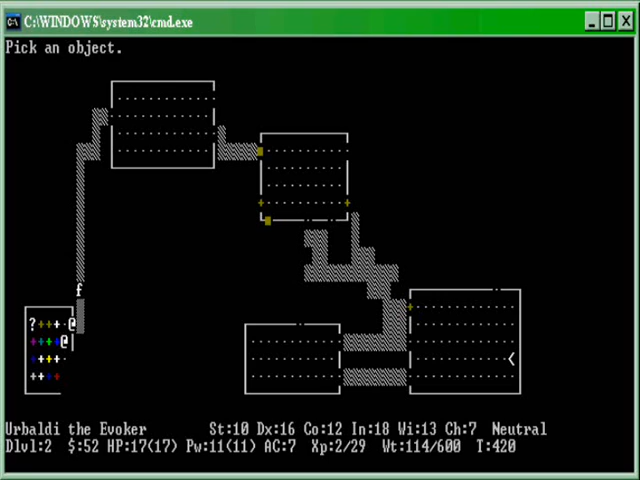 C:\WINDOWS\system32\cmd.exe
Pick an object.
Urbaldi the Evoker St:10 Dx:16 Co:12 In:18 Wi:13 Ch:7 Neutral
Dlvl:2 $:52 HP:17(17) Pw:11(11) AC:7 Xp:2/29 Wt:114/600 T:420